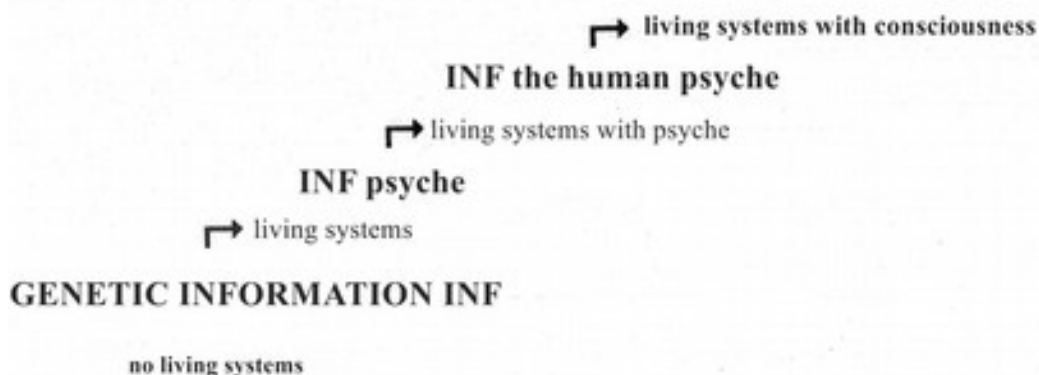 living systems with consciousness
INF the human psyche
living systems with psyche
INF psyche
living systems
GENETIC INFORMATION INF
no living systems